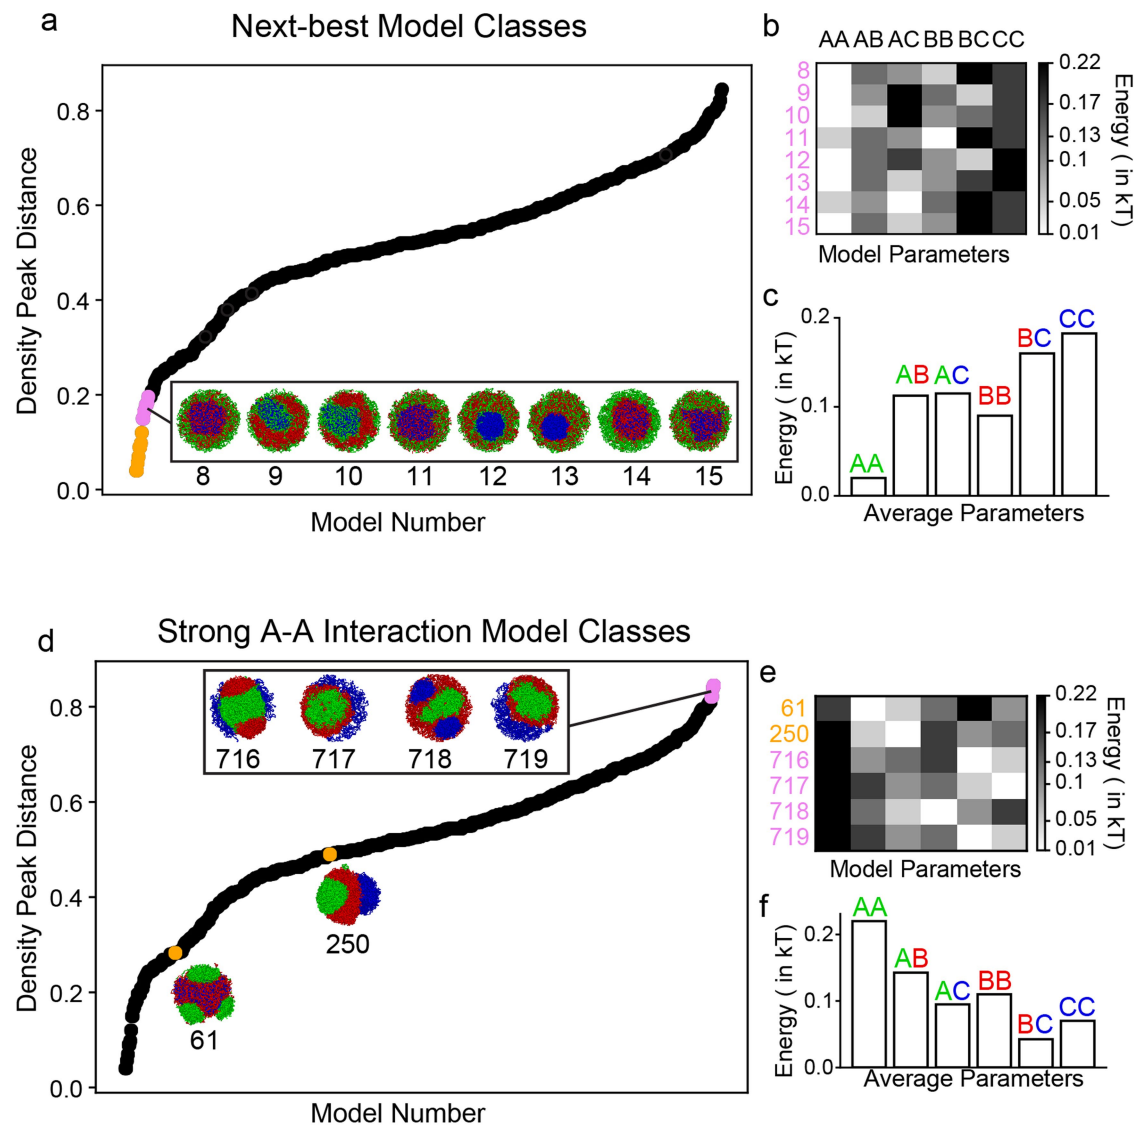 a
Next-best Model Classes
Density Peak Distance
0.8
0.6
0.4
0.2
0.0
8 9 10 11 12 13 14 15
Model Number
b
AA AB AC BB BC CC
8
9
10
11
12
13
14
15
Model Parameters
0.22
0.17
0.13
0.1
0.05
0.01
Energy ( in kT)
c
Energy ( in kT)
0.2
0.1
0.0
AA
AB
AC
BB
BC
CC
Average Parameters
d
Strong A-A Interaction Model Classes
Density Peak Distance
0.8
0.6
0.4
0.2
0.0
716 717 718 719
250
61
Model Number
e
61
250
716
717
718
719
Model Parameters
0.22
0.17
0.13
0.1
0.05
0.01
Energy ( in kT)
f
Energy ( in kT)
0.2
0.1
0.0
AA
AB
AC
BB
BC
CC
Average Parameters